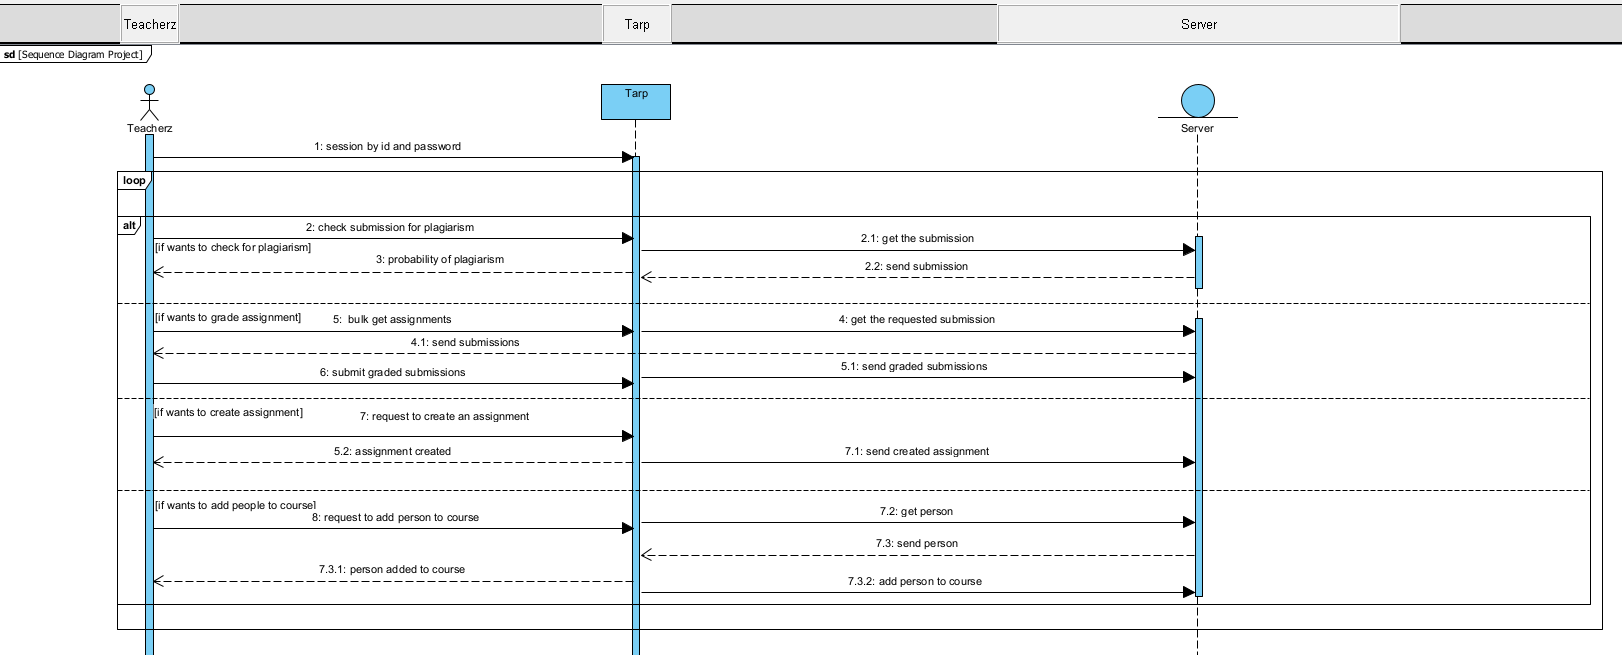 Teacherz
Tarp
Server
sd [Sequence Diagram Project]
Tarp
Teacherz
Server
1: session by id and password
loop
alt
2: check submission for plagiarism
2.1: get the submission
[if wants to check for plagiarism]
3: probability of plagiarism
2.2: send submission
[if wants to grade assignment]
5: bulk get assignments
4: get the requested submission
4.1: send submissions
6: submit graded submissions
5.1: send graded submissions
[if wants to create assignment]
7: request to create an assignment
5.2: assignment created
7.1: send created assignment
[if wants to add people to course]
8: request to add person to course
7.2: get person
7.3: send person
7.3.1: person added to course
7.3.2: add person to course